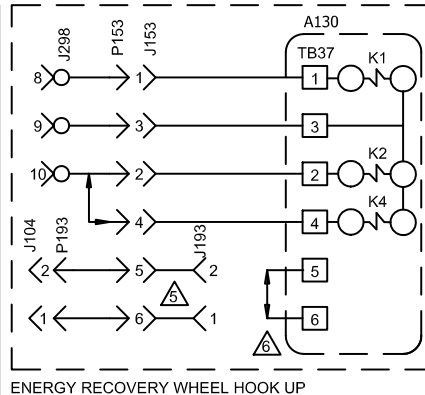 A130
J298 P153 J153 TB37 K1
8 1 1
9 3 3
10 2 2 K2
4 4 K4
J104 P193 J193
2 5 2 5
5
1 6 1 6
6
ENERGY RECOVERY WHEEL HOOK UP